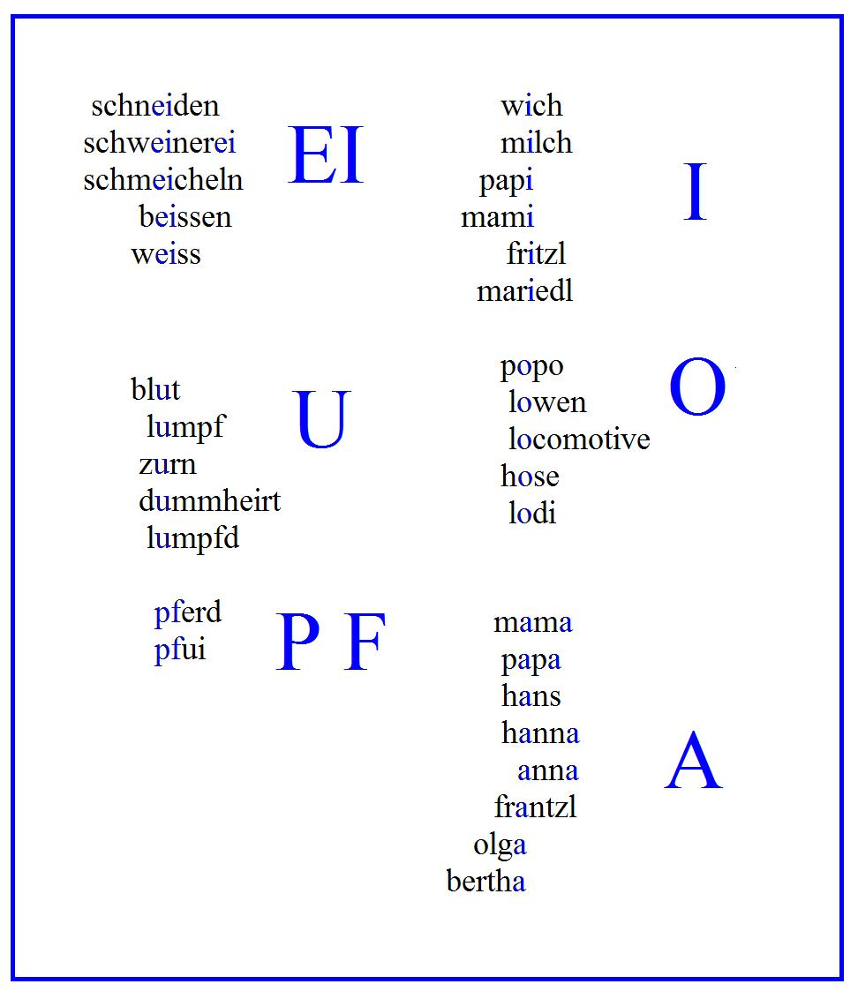 schneiden
schweinerei
schmeicheln
beissen
weiss
EI
wich
milch
papi
mami
fritzl
mariedl
I
blut
lumpf
zurn
dummheirt
lumpfd
U
popo
lowen
locomotive
hose
lodi
O
pferd
pfui
P F
mama
papa
hans
hanna
anna
frantzl
olga
bertha
A